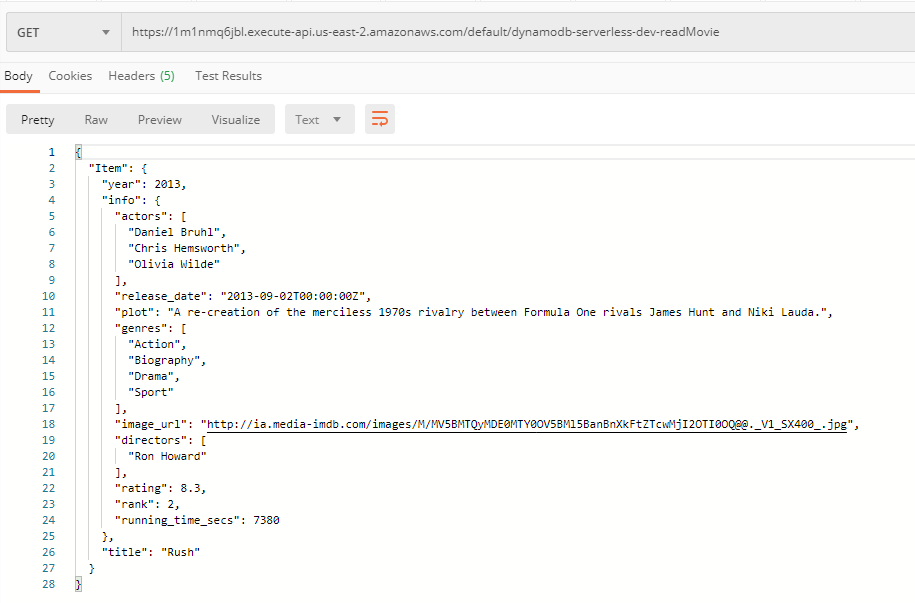 GET https://1m1nmq6jbl.execute-api.us-east-2.amazonaws.com/default/dynamodb-serverless-dev-readMovie
Body Cookies Headers (5) Test Results
Pretty Raw Preview Visualize Text
1 {
2 "Item": {
3 "year": 2013,
4 "info": {
5 "actors": [
6 "Daniel Bruhl",
7 "Chris Hemsworth",
8 "Olivia Wilde"
9 ],
10 "release_date": "2013-09-02T00:00:00Z",
11 "plot": "A re-creation of the merciless 1970s rivalry between Formula One rivals James Hunt and Niki Lauda.",
12 "genres": [
13 "Action",
14 "Biography",
15 "Drama",
16 "Sport"
17 ],
18 "image_url": "http://ia.media-imdb.com/images/M/MV5BMTQyMDE0MTY0OV5BMl5BanBnXkFtZTcwMjI2OTI0OQ@@._V1_SX400_.jpg",
19 "directors": [
20 "Ron Howard"
21 ],
22 "rating": 8.3,
23 "rank": 2,
24 "running_time_secs": 7380
25 },
26 "title": "Rush"
27 }
28 }